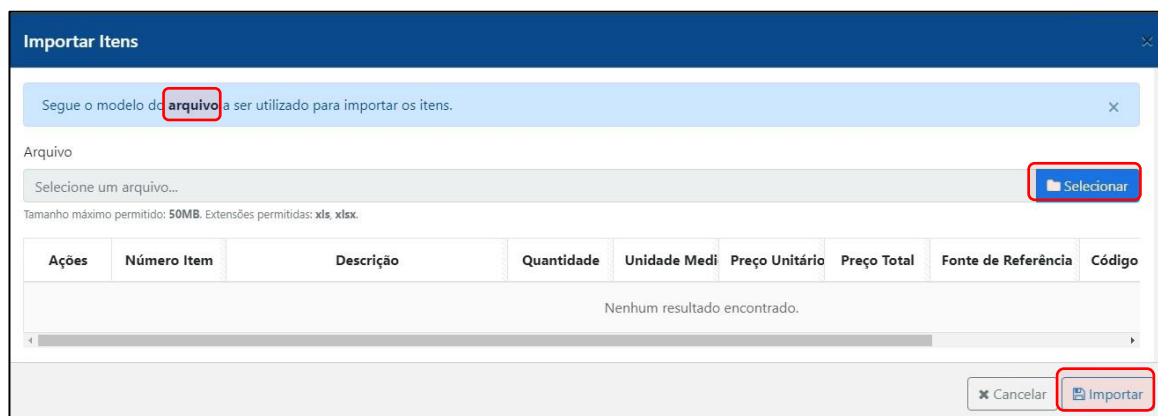 Importar Itens
Segue o modelo do arquivo a ser utilizado para importar os itens.
Arquivo
Selecione um arquivo...
Selecionar
Tamanho máximo permitido: 50MB. Extensões permitidas: xls, xlsx.
Ações Número Item Descrição Quantidade Unidade Medi Preço Unitário Preço Total Fonte de Referência Código
Nenhum resultado encontrado.
Cancelar Importar